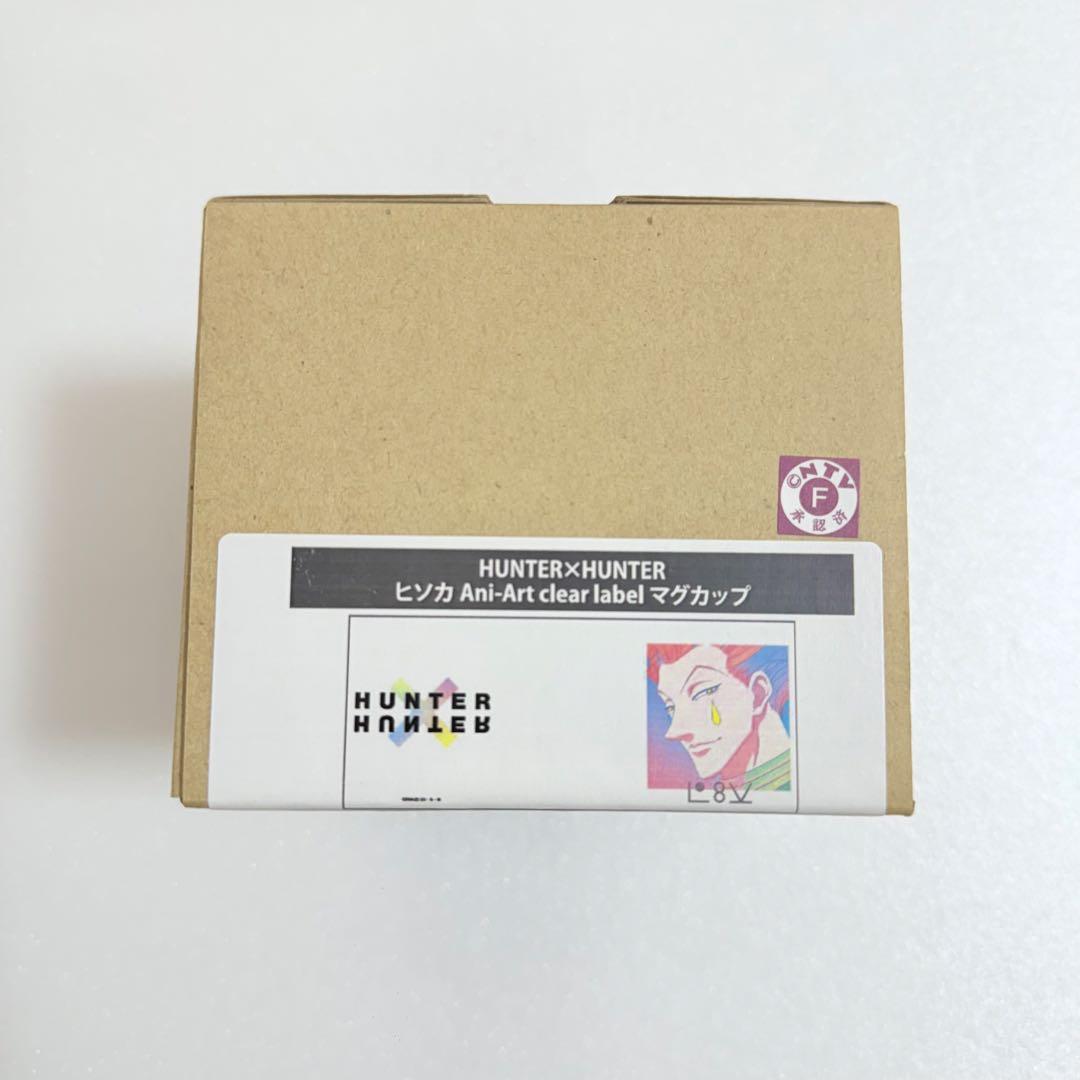 ©NTV
F
承認済
HUNTER×HUNTER
ヒソカ Ani-Art clear label マグカップ
HUNTER
HUNTER